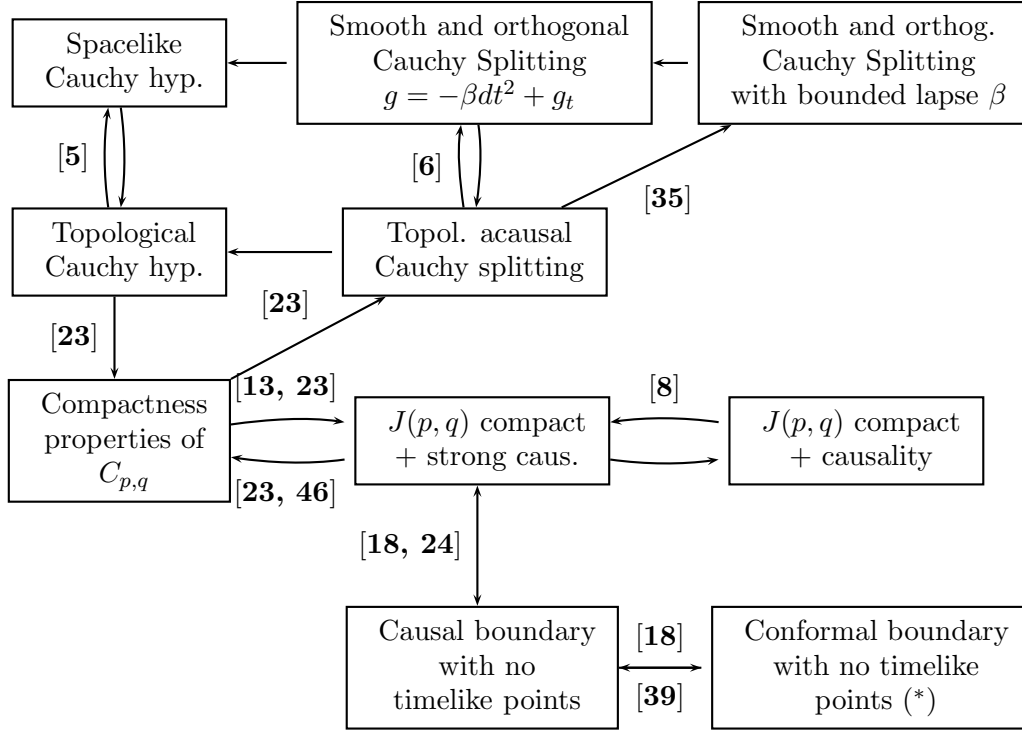 Spacelike
Cauchy hyp.
Smooth and orthogonal
Cauchy Splitting
g = −βdt² + g_t
Smooth and orthog.
Cauchy Splitting
with bounded lapse β
[5]
[6]
[35]
Topological
Cauchy hyp.
Topol. acausal
Cauchy splitting
[23]
[23]
Compactness
properties of
C_{p,q}
[13, 23]
[23, 46]
J(p, q) compact
+ strong caus.
[8]
J(p, q) compact
+ causality
[18, 24]
Causal boundary
with no
timelike points
[18]
[39]
Conformal boundary
with no timelike
points (*)